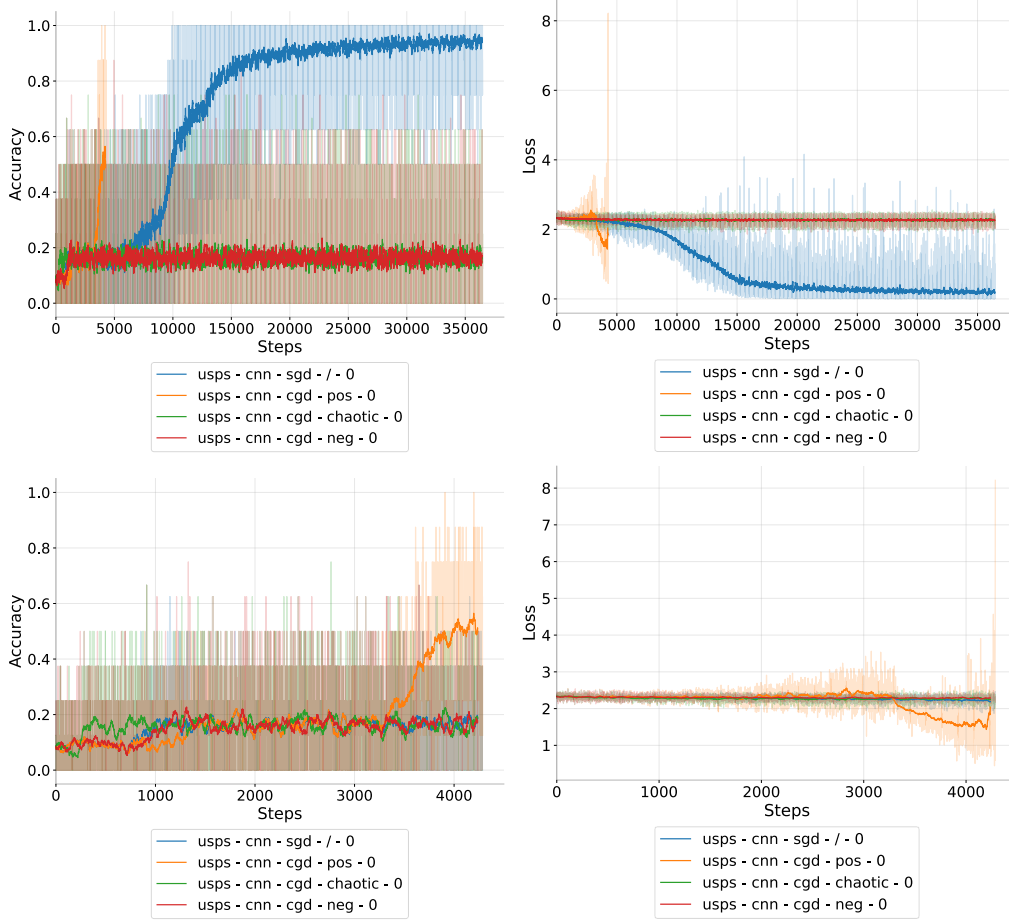 Accuracy
1.0
0.8
0.6
0.4
0.2
0.0
0 5000 10000 15000 20000 25000 30000 35000
Steps
usps - cnn - sgd - / - 0
usps - cnn - cgd - pos - 0
usps - cnn - cgd - chaotic - 0
usps - cnn - cgd - neg - 0
Loss
8
6
4
2
0
0 5000 10000 15000 20000 25000 30000 35000
Steps
usps - cnn - sgd - / - 0
usps - cnn - cgd - pos - 0
usps - cnn - cgd - chaotic - 0
usps - cnn - cgd - neg - 0
Accuracy
1.0
0.8
0.6
0.4
0.2
0.0
0 1000 2000 3000 4000
Steps
usps - cnn - sgd - / - 0
usps - cnn - cgd - pos - 0
usps - cnn - cgd - chaotic - 0
usps - cnn - cgd - neg - 0
Loss
8
7
6
5
4
3
2
1
0 1000 2000 3000 4000
Steps
usps - cnn - sgd - / - 0
usps - cnn - cgd - pos - 0
usps - cnn - cgd - chaotic - 0
usps - cnn - cgd - neg - 0